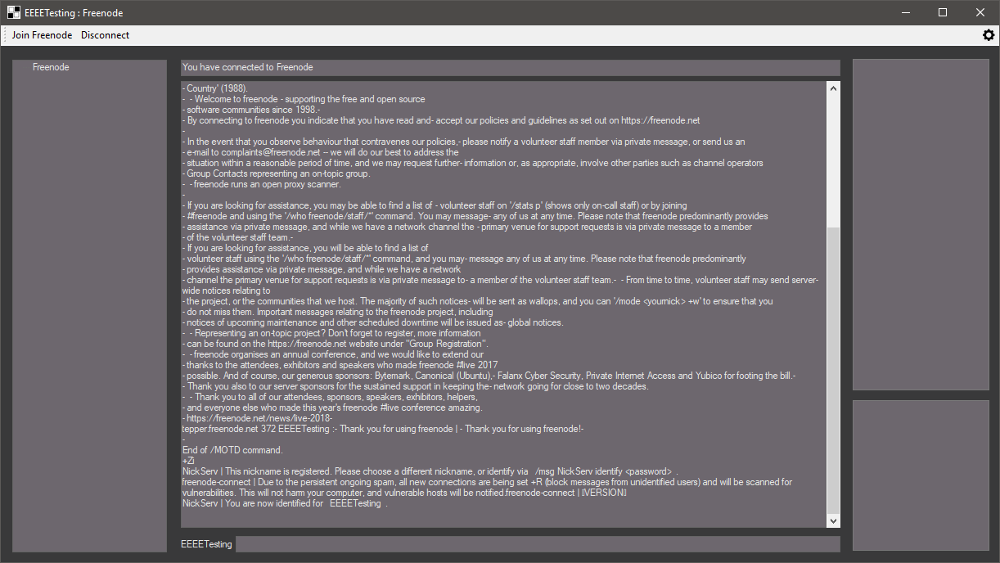 EEEETesting : Freenode
Join Freenode Disconnect
Freenode
You have connected to Freenode
- Country' (1988).
-  - Welcome to freenode - supporting the free and open source
- software communities since 1998.-
- By connecting to freenode you indicate that you have read and- accept our policies and guidelines as set out on https://freenode.net
-
- In the event that you observe behaviour that contravenes our policies,- please notify a volunteer staff member via private message, or send us an
- e-mail to complaints@freenode.net -- we will do our best to address the
- situation within a reasonable period of time, and we may request further- information or, as appropriate, involve other parties such as channel operators
- Group Contacts representing an on-topic group.
-  - freenode runs an open proxy scanner.
-
- If you are looking for assistance, you may be able to find a list of - volunteer staff on '/stats p' (shows only on-call staff) or by joining
- #freenode and using the '/who freenode/staff/*' command. You may message- any of us at any time. Please note that freenode predominantly provides
- assistance via private message, and while we have a network channel the - primary venue for support requests is via private message to a member
- of the volunteer staff team.-
- If you are looking for assistance, you will be able to find a list of
- volunteer staff using the '/who freenode/staff/*' command, and you may- message any of us at any time. Please note that freenode predominantly
- provides assistance via private message, and while we have a network
- channel the primary venue for support requests is via private message to- a member of the volunteer staff team.-  - From time to time, volunteer staff may send server-
wide notices relating to
- the project, or the communities that we host. The majority of such notices- will be sent as wallops, and you can '/mode <yournick> +w' to ensure that you
- do not miss them. Important messages relating to the freenode project, including
- notices of upcoming maintenance and other scheduled downtime will be issued as- global notices.
-  - Representing an on-topic project? Don't forget to register, more information
- can be found on the https://freenode.net website under "Group Registration".
-  - freenode organises an annual conference, and we would like to extend our
- thanks to the attendees, exhibitors and speakers who made freenode #live 2017
- possible. And of course, our generous sponsors: Bytemark, Canonical (Ubuntu),- Falanx Cyber Security, Private Internet Access and Yubico for footing the bill.-
- Thank you also to our server sponsors for the sustained support in keeping the- network going for close to two decades.
-  - Thank you to all of our attendees, sponsors, speakers, exhibitors, helpers,
- and everyone else who made this year's freenode #live conference amazing.
- https://freenode.net/news/live-2018-
tepper.freenode.net 372 EEEETesting :- Thank you for using freenode | - Thank you for using freenode!-
-
End of /MOTD command.
+Zi
NickServ | This nickname is registered. Please choose a different nickname, or identify via  /msg NickServ identify <password> .
freenode-connect | Due to the persistent ongoing spam, all new connections are being set +R (block messages from unidentified users) and will be scanned for
vulnerabilities. This will not harm your computer, and vulnerable hosts will be notified.freenode-connect | VERSION
NickServ | You are now identified for  EEEETesting .
EEEETesting